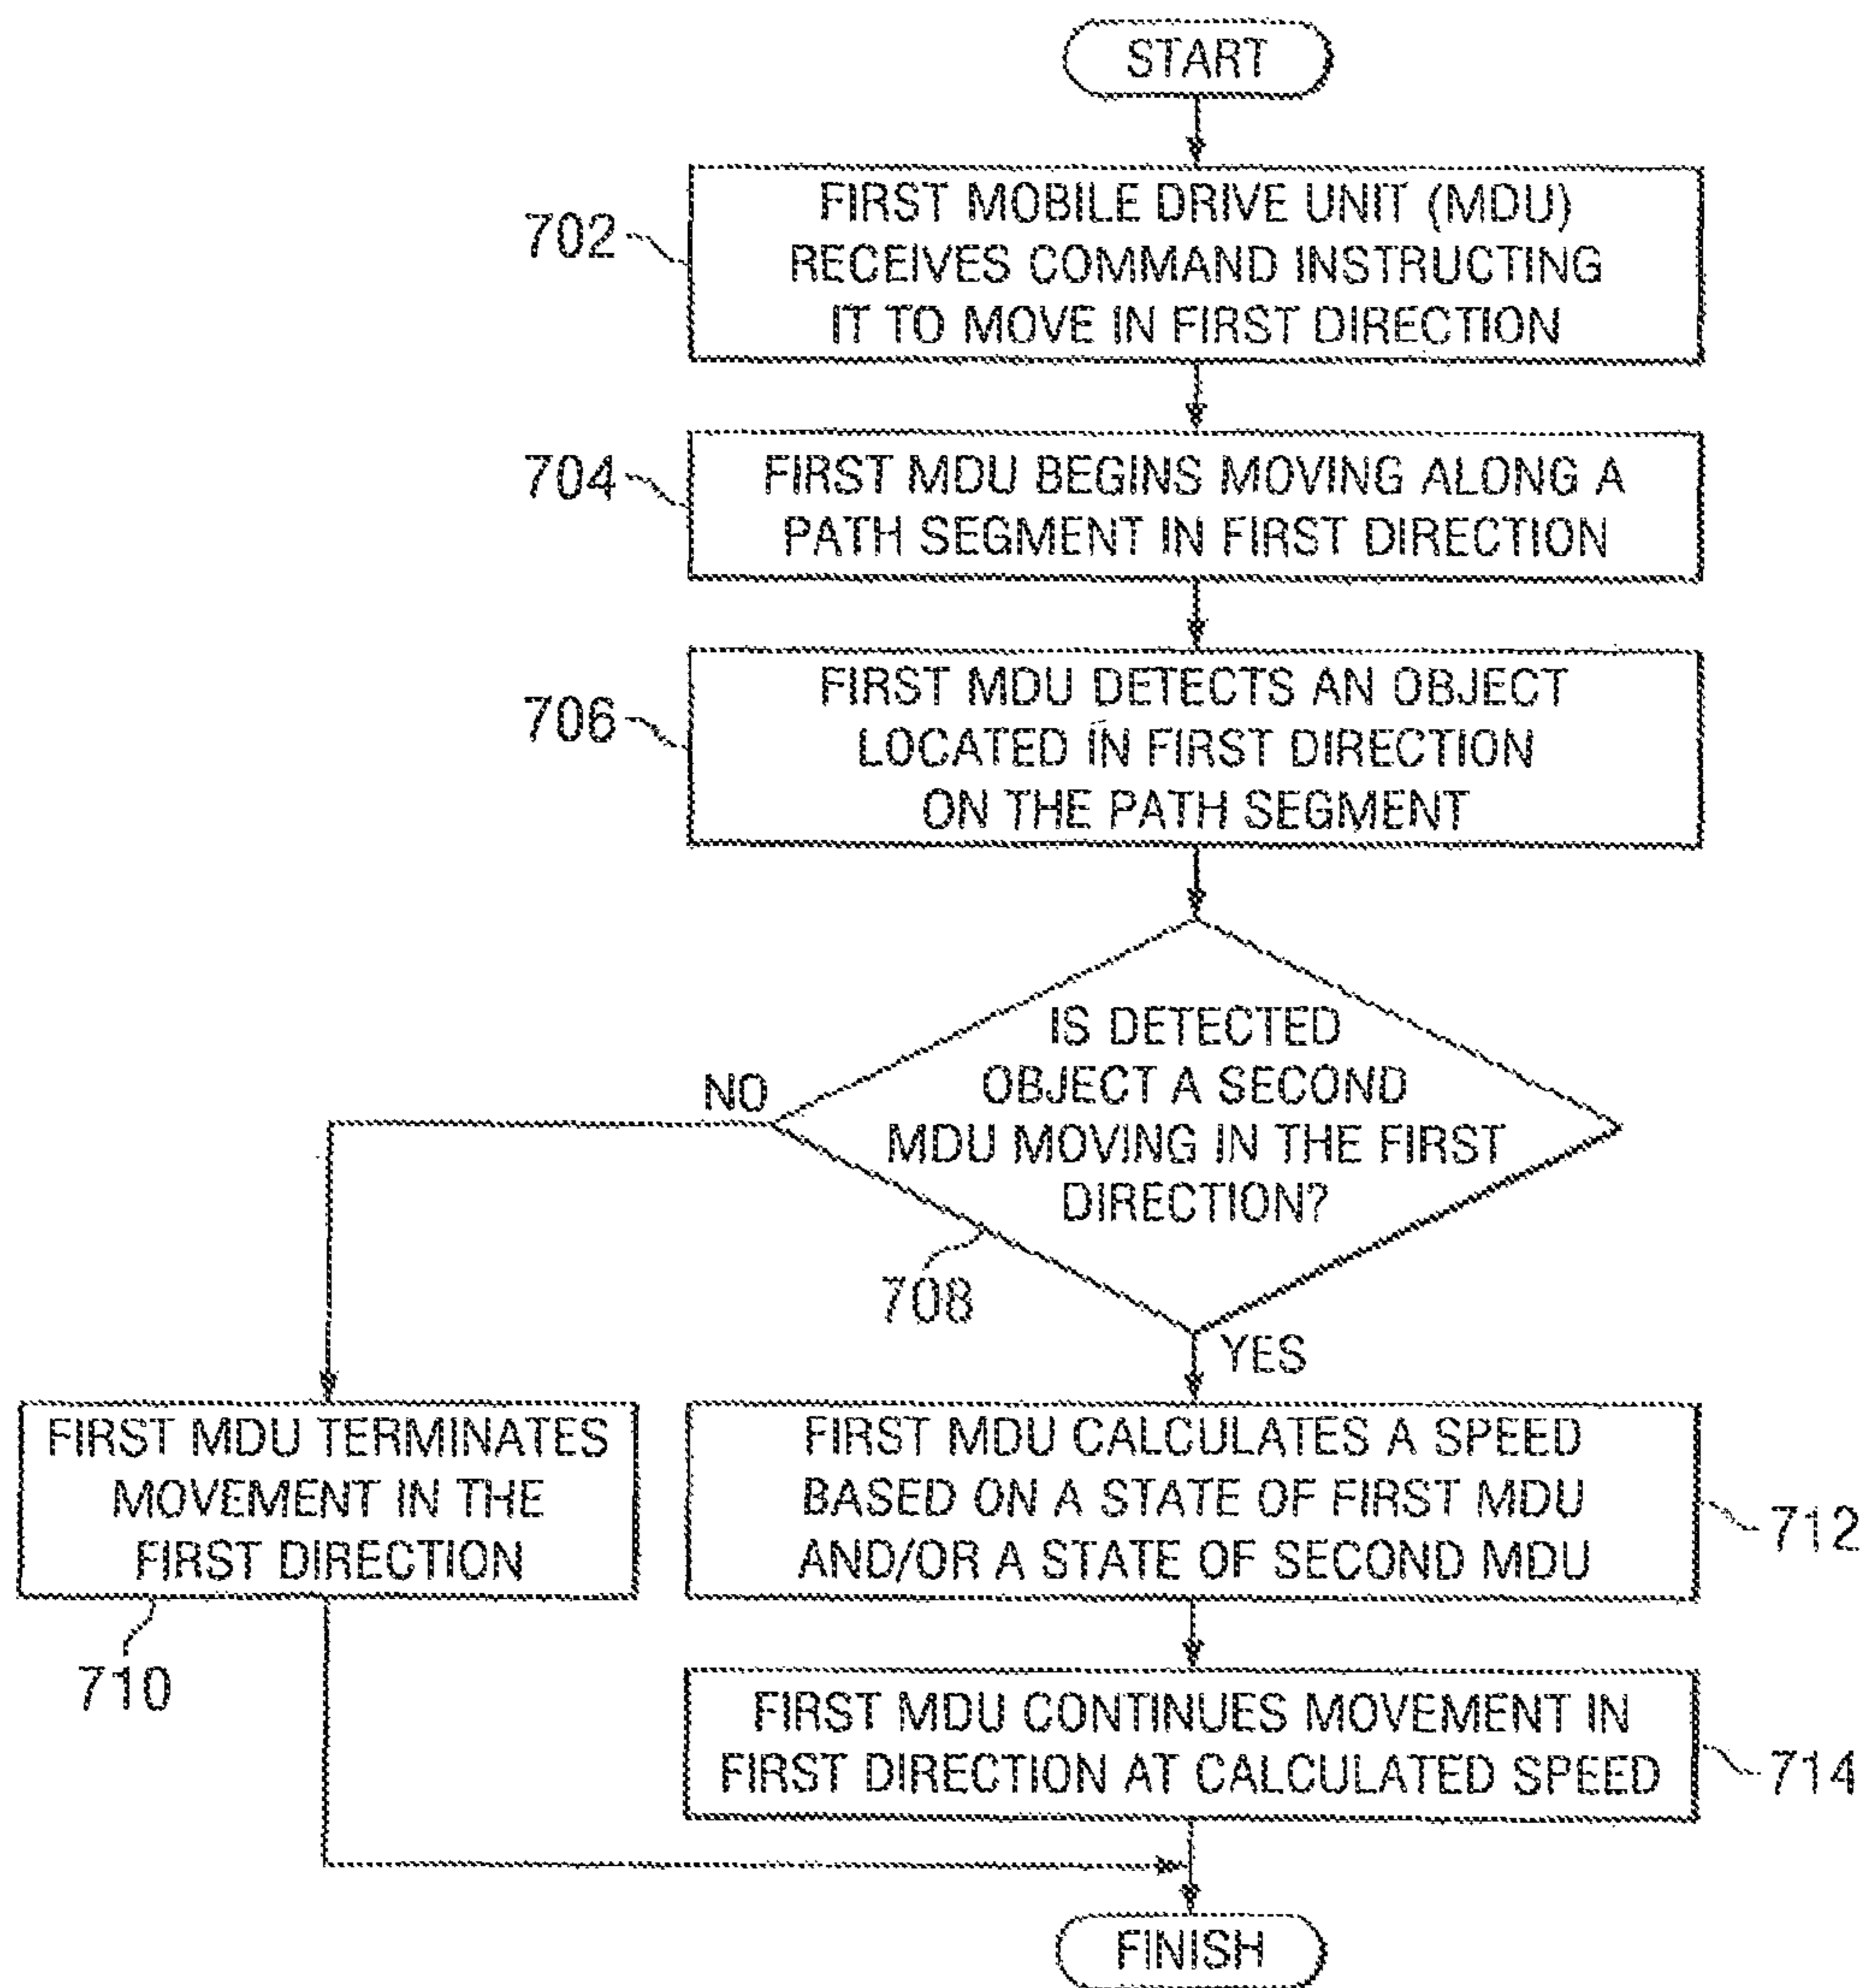 START
702
FIRST MOBILE DRIVE UNIT (MDU)
RECEIVES COMMAND INSTRUCTING
IT TO MOVE IN FIRST DIRECTION
704
FIRST MDU BEGINS MOVING ALONG A
PATH SEGMENT IN FIRST DIRECTION
706
FIRST MDU DETECTS AN OBJECT
LOCATED IN FIRST DIRECTION
ON THE PATH SEGMENT
IS DETECTED
OBJECT A SECOND
MDU MOVING IN THE FIRST
DIRECTION?
NO
708
YES
FIRST MDU TERMINATES
MOVEMENT IN THE
FIRST DIRECTION
710
FIRST MDU CALCULATES A SPEED
BASED ON A STATE OF FIRST MDU
AND/OR A STATE OF SECOND MDU
712
FIRST MDU CONTINUES MOVEMENT IN
FIRST DIRECTION AT CALCULATED SPEED
714
FINISH